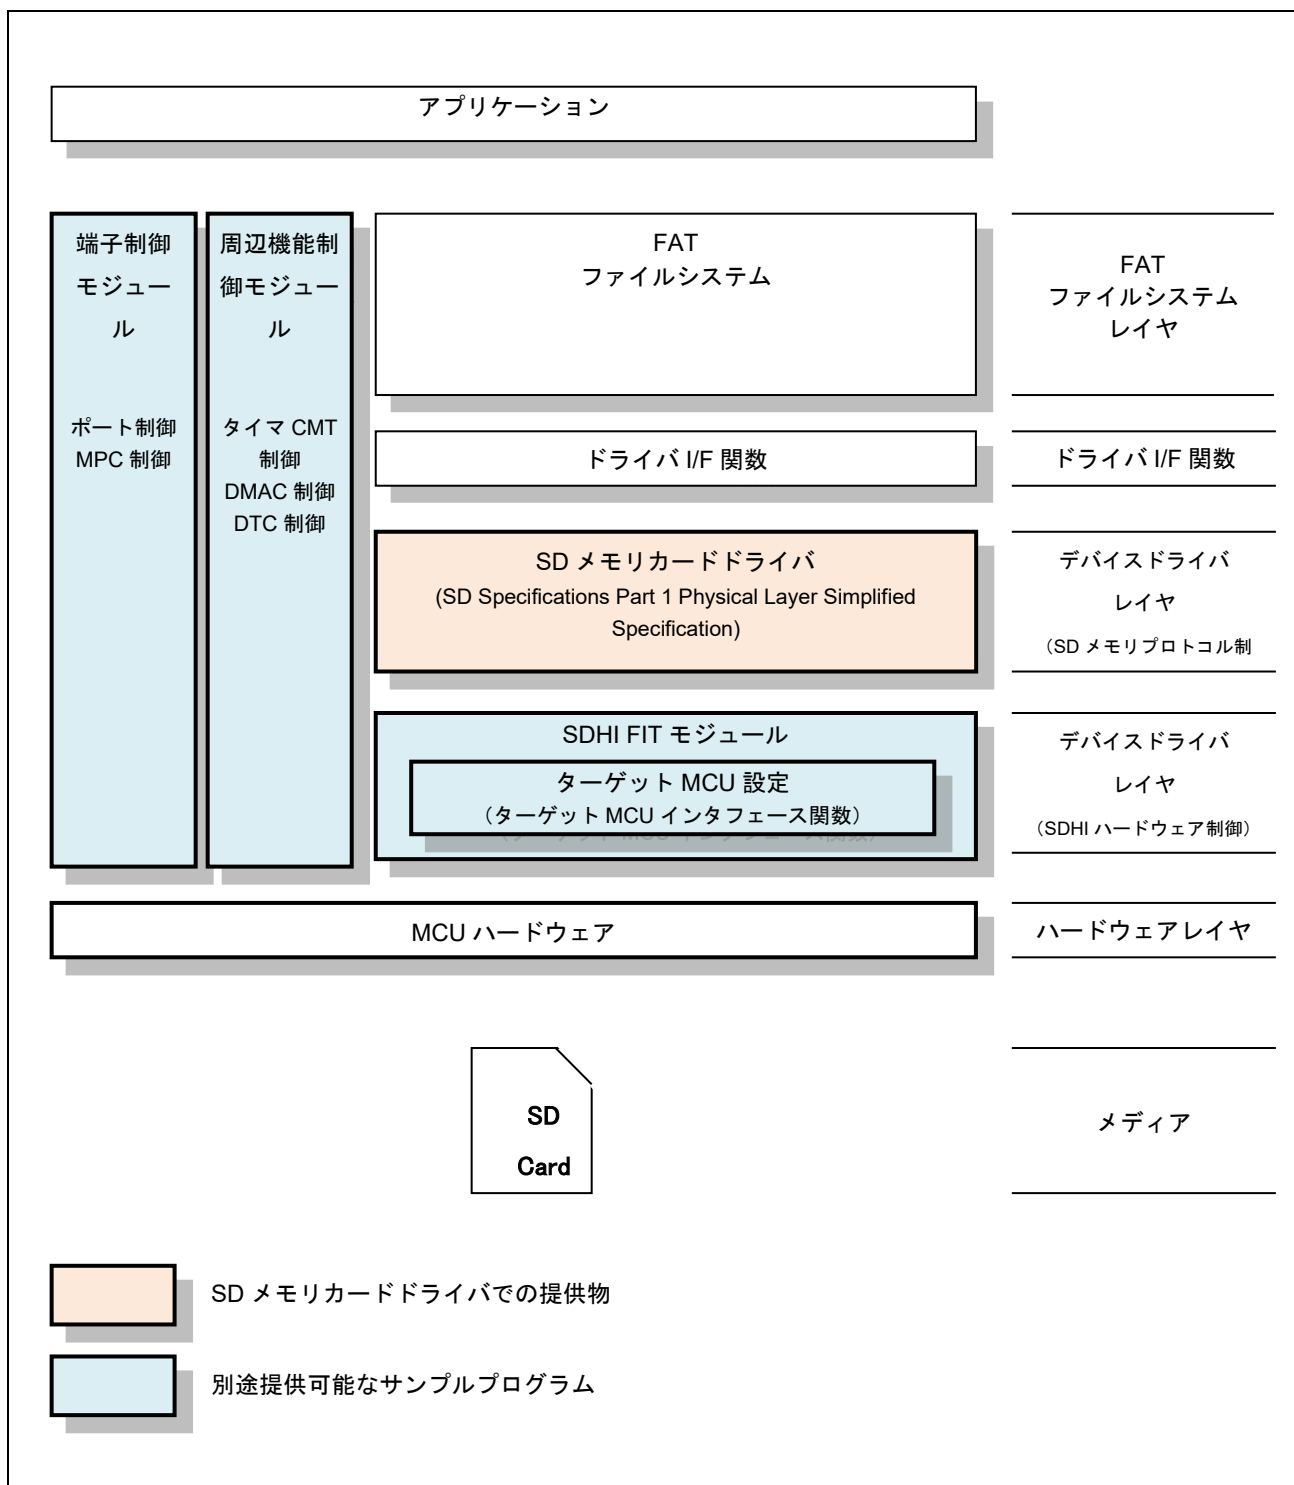 アプリケーション
端子制御
モジュー
ル
ポート制御
MPC 制御
周辺機能制
御モジュー
ル
タイマ CMT
制御
DMAC 制御
DTC 制御
FAT
ファイルシステム
FAT
ファイルシステム
レイヤ
ドライバ I/F 関数
ドライバ I/F 関数
SD メモリカードドライバ
(SD Specifications Part 1 Physical Layer Simplified
Specification)
デバイスドライバ
レイヤ
（SD メモリプロトコル制
SDHI FIT モジュール
ターゲット MCU 設定
（ターゲット MCU インタフェース関数）
デバイスドライバ
レイヤ
（SDHI ハードウェア制御）
MCU ハードウェア
ハードウェアレイヤ
SD
Card
メディア
SD メモリカードドライバでの提供物
別途提供可能なサンプルプログラム